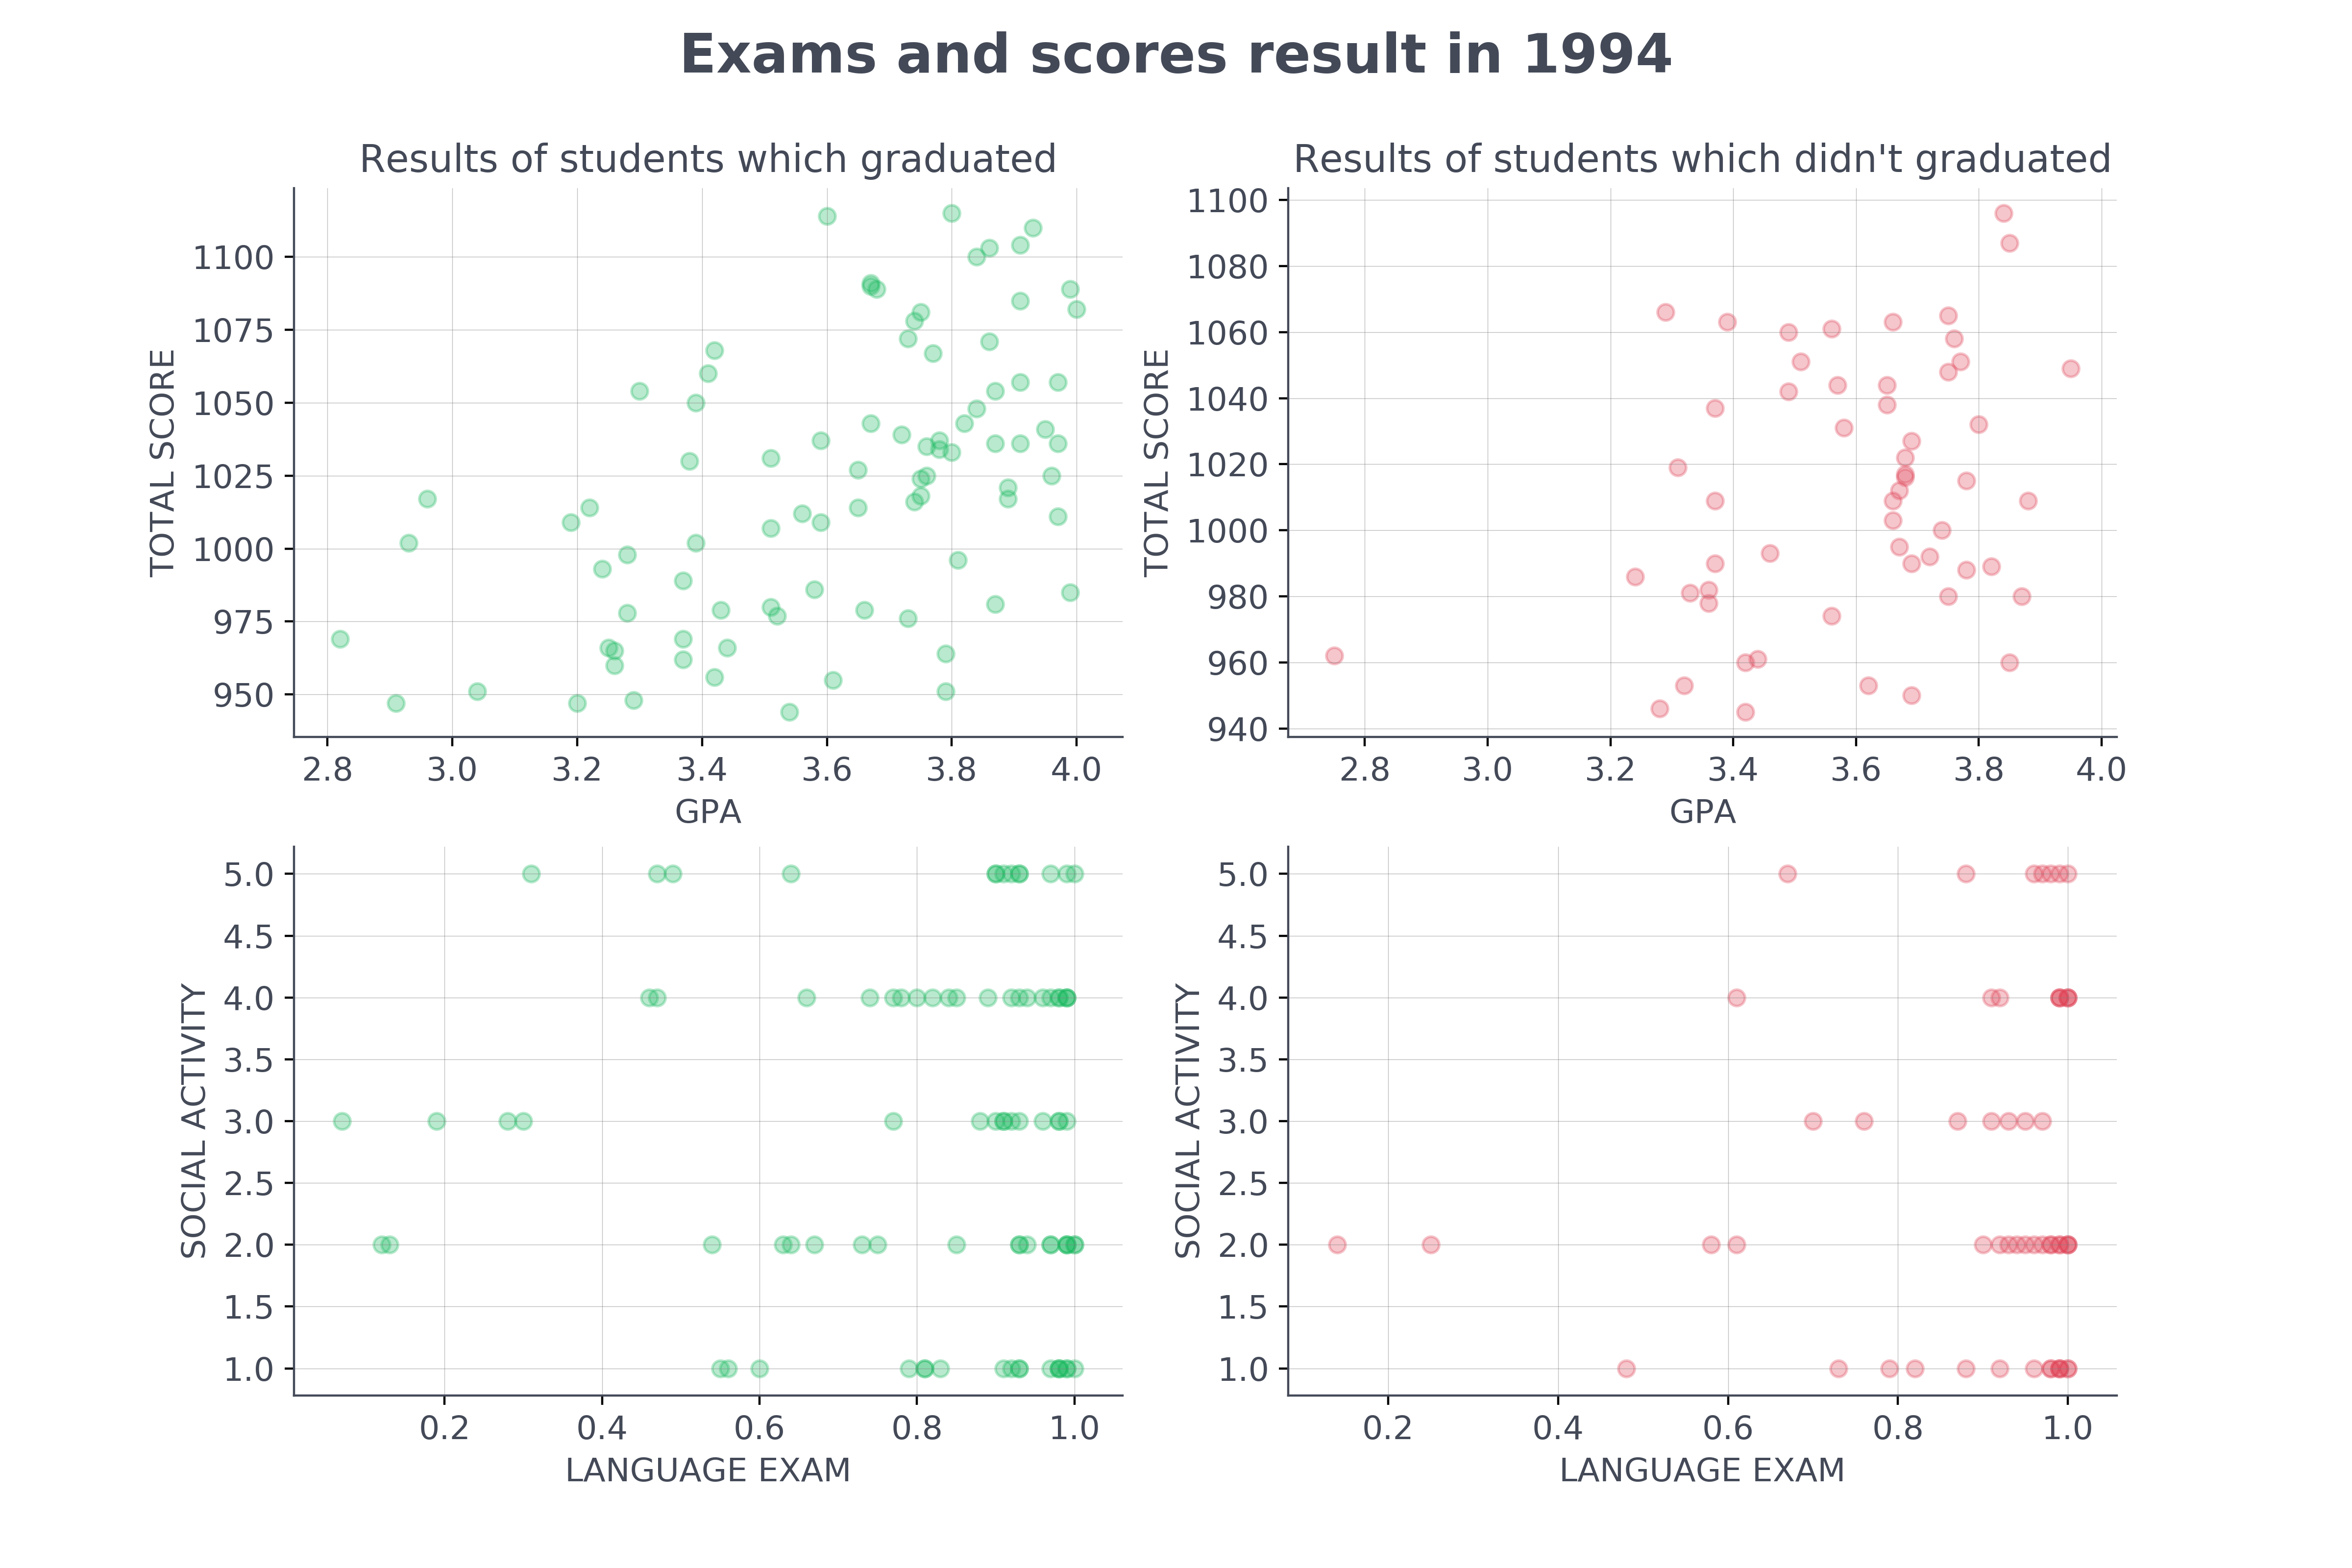 Exams and scores result in 1994
Results of students which graduated
TOTAL SCORE
1100
1075
1050
1025
1000
975
950
2.8 3.0 3.2 3.4 3.6 3.8 4.0
GPA
Results of students which didn't graduated
TOTAL SCORE
1100
1080
1060
1040
1020
1000
980
960
940
2.8 3.0 3.2 3.4 3.6 3.8 4.0
GPA
SOCIAL ACTIVITY
5.0
4.5
4.0
3.5
3.0
2.5
2.0
1.5
1.0
0.2 0.4 0.6 0.8 1.0
LANGUAGE EXAM
SOCIAL ACTIVITY
5.0
4.5
4.0
3.5
3.0
2.5
2.0
1.5
1.0
0.2 0.4 0.6 0.8 1.0
LANGUAGE EXAM